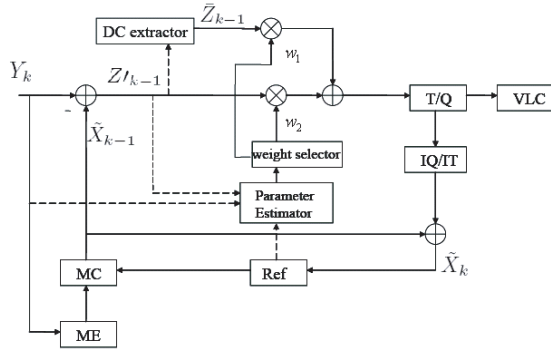 DC extractor
Z̄ₖ₋₁
w₁
Yₖ
Z′ₖ₋₁
T/Q
VLC
w₂
X̃ₖ₋₁
weight selector
IQ/IT
Parameter
Estimator
MC
Ref
X̃ₖ
ME